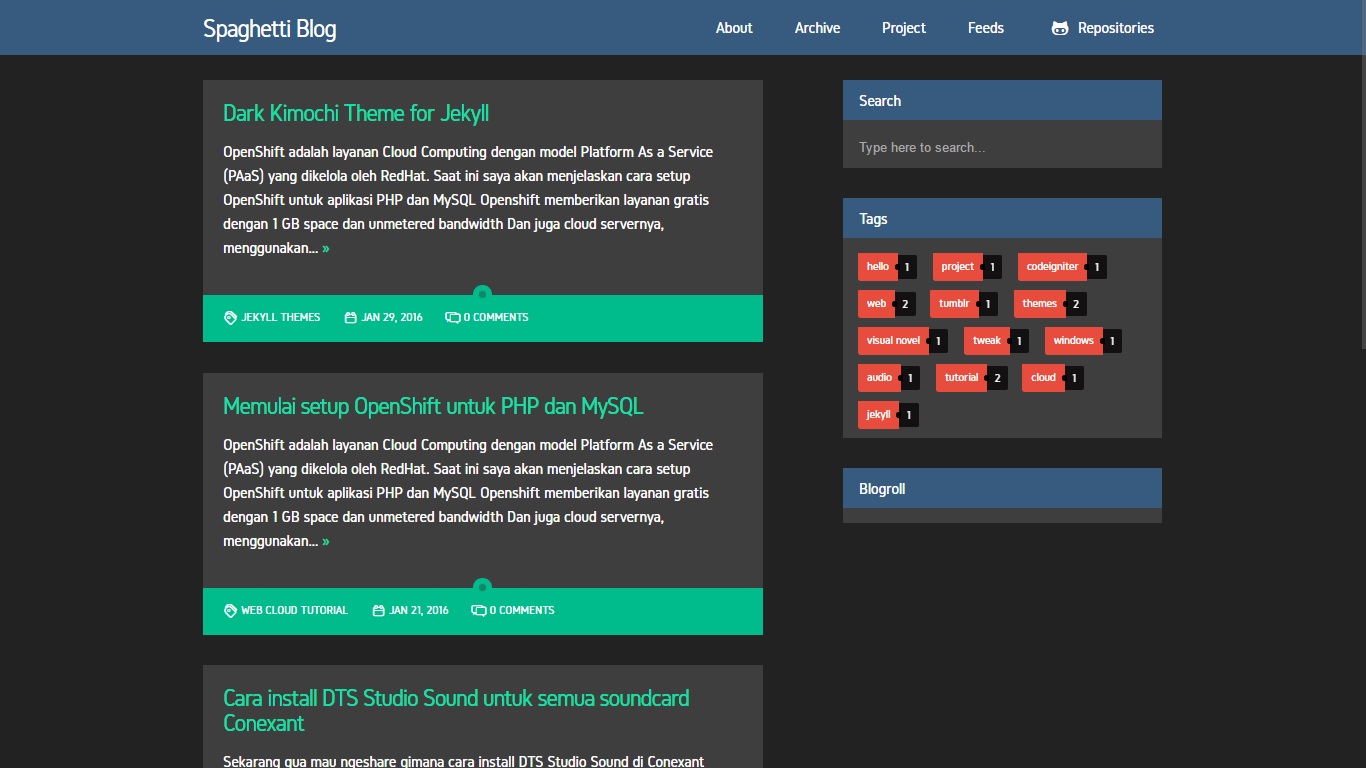 Spaghetti Blog
About Archive Project Feeds Repositories
Dark Kimochi Theme for Jekyll
OpenShift adalah layanan Cloud Computing dengan model Platform As a Service
(PAaS) yang dikelola oleh RedHat. Saat ini saya akan menjelaskan cara setup
OpenShift untuk aplikasi PHP dan MySQL Openshift memberikan layanan gratis
dengan 1 GB space dan unmetered bandwidth Dan juga cloud servernya,
menggunakan... »
JEKYLL THEMES JAN 29, 2016 0 COMMENTS
Memulai setup OpenShift untuk PHP dan MySQL
OpenShift adalah layanan Cloud Computing dengan model Platform As a Service
(PAaS) yang dikelola oleh RedHat. Saat ini saya akan menjelaskan cara setup
OpenShift untuk aplikasi PHP dan MySQL Openshift memberikan layanan gratis
dengan 1 GB space dan unmetered bandwidth Dan juga cloud servernya,
menggunakan... »
WEB CLOUD TUTORIAL JAN 21, 2016 0 COMMENTS
Cara install DTS Studio Sound untuk semua soundcard
Conexant
Sekarang gua mau ngeshare gimana cara install DTS Studio Sound di Conexant
Search
Type here to search...
Tags
hello 1 project 1 codeigniter 1
web 2 tumblr 1 themes 2
visual novel 1 tweak 1 windows 1
audio 1 tutorial 2 cloud 1
jekyll 1
Blogroll